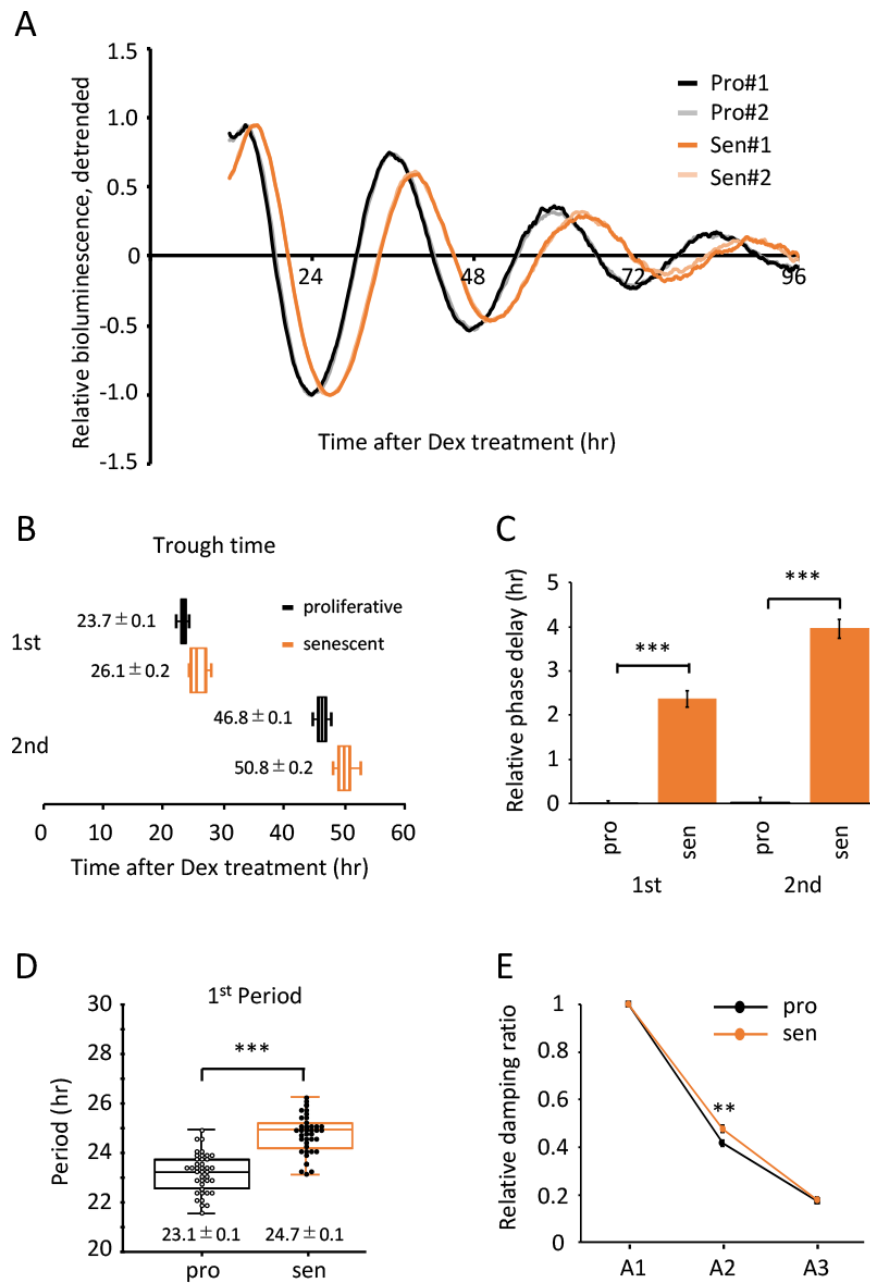 A
Relative bioluminescence, detrended
1.5
1.0
0.5
0
-0.5
-1.0
-1.5
24
48
72
96
Pro#1
Pro#2
Sen#1
Sen#2
Time after Dex treatment (hr)
B
Trough time
proliferative
senescent
1st
23.7±0.1
26.1±0.2
2nd
46.8±0.1
50.8±0.2
0 10 20 30 40 50 60
Time after Dex treatment (hr)
C
Relative phase delay (hr)
5
4
3
2
1
0
***
***
pro sen pro sen
1st 2nd
D
1st Period
Period (hr)
30
28
26
25
23
22
20
***
23.1±0.1 24.7±0.1
pro sen
E
Relative damping ratio
1
0.8
0.6
0.4
0.2
0
pro
sen
**
A1 A2 A3